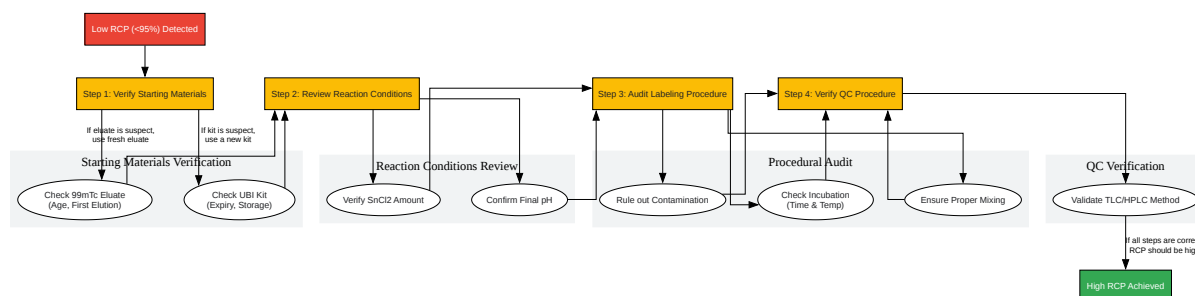 Low RCP (<95%) Detected
Step 1: Verify Starting Materials
Step 2: Review Reaction Conditions
Step 3: Audit Labeling Procedure
Step 4: Verify QC Procedure
If eluate is suspect,
use fresh eluate
If kit is suspect,
use a new kit
Starting Materials Verification
Reaction Conditions Review
Procedural Audit
QC Verification
Check 99mTc Eluate
(Age, First Elution)
Check UBI Kit
(Expiry, Storage)
Verify SnCl2 Amount
Confirm Final pH
Rule out Contamination
Check Incubation
(Time & Temp)
Ensure Proper Mixing
Validate TLC/HPLC Method
If all steps are corre
RCP should be hig
High RCP Achieved